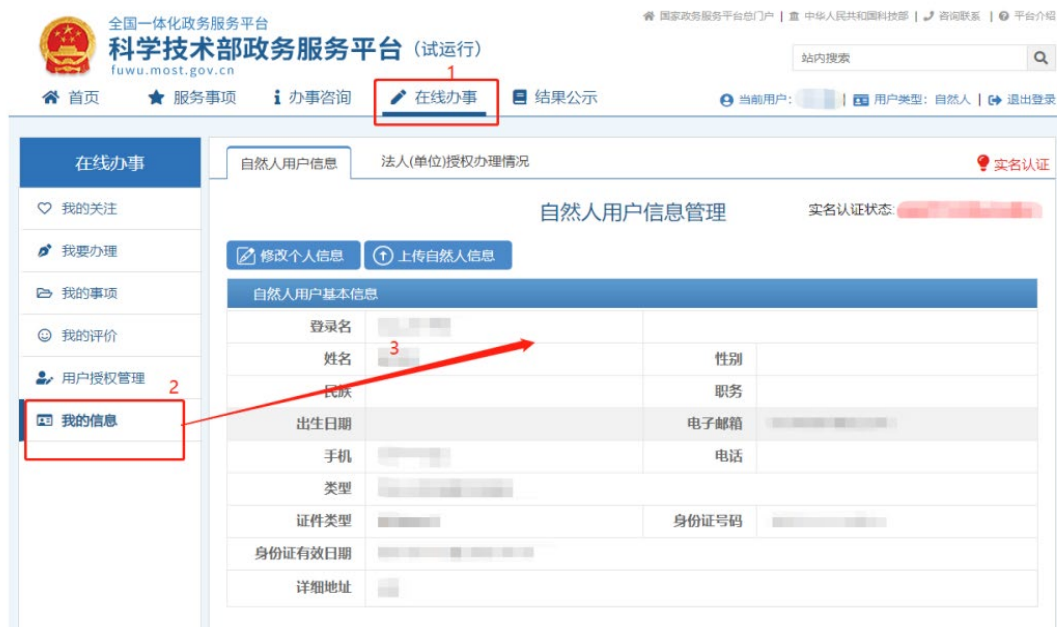 国家政务服务平台总门户 | 中华人民共和国科技部 | 咨询联系 | 平台介绍
全国一体化政务服务平台
科学技术部政务服务平台（试运行）
fuwu.most.gov.cn
站内搜索
1
首页 服务事项 办事咨询 在线办事 结果公示
当前用户: | 用户类型: 自然人 | 退出登录
在线办事
我的关注
我要办理
我的事项
我的评价
用户授权管理
2
我的信息
自然人用户信息 法人(单位)授权办理情况 实名认证
自然人用户信息管理 实名认证状态:
修改个人信息 上传自然人信息
自然人用户基本信息
登录名
3
姓名 性别
民族 职务
出生日期 电子邮箱
手机 电话
类型
证件类型 身份证号码
身份证有效日期
详细地址